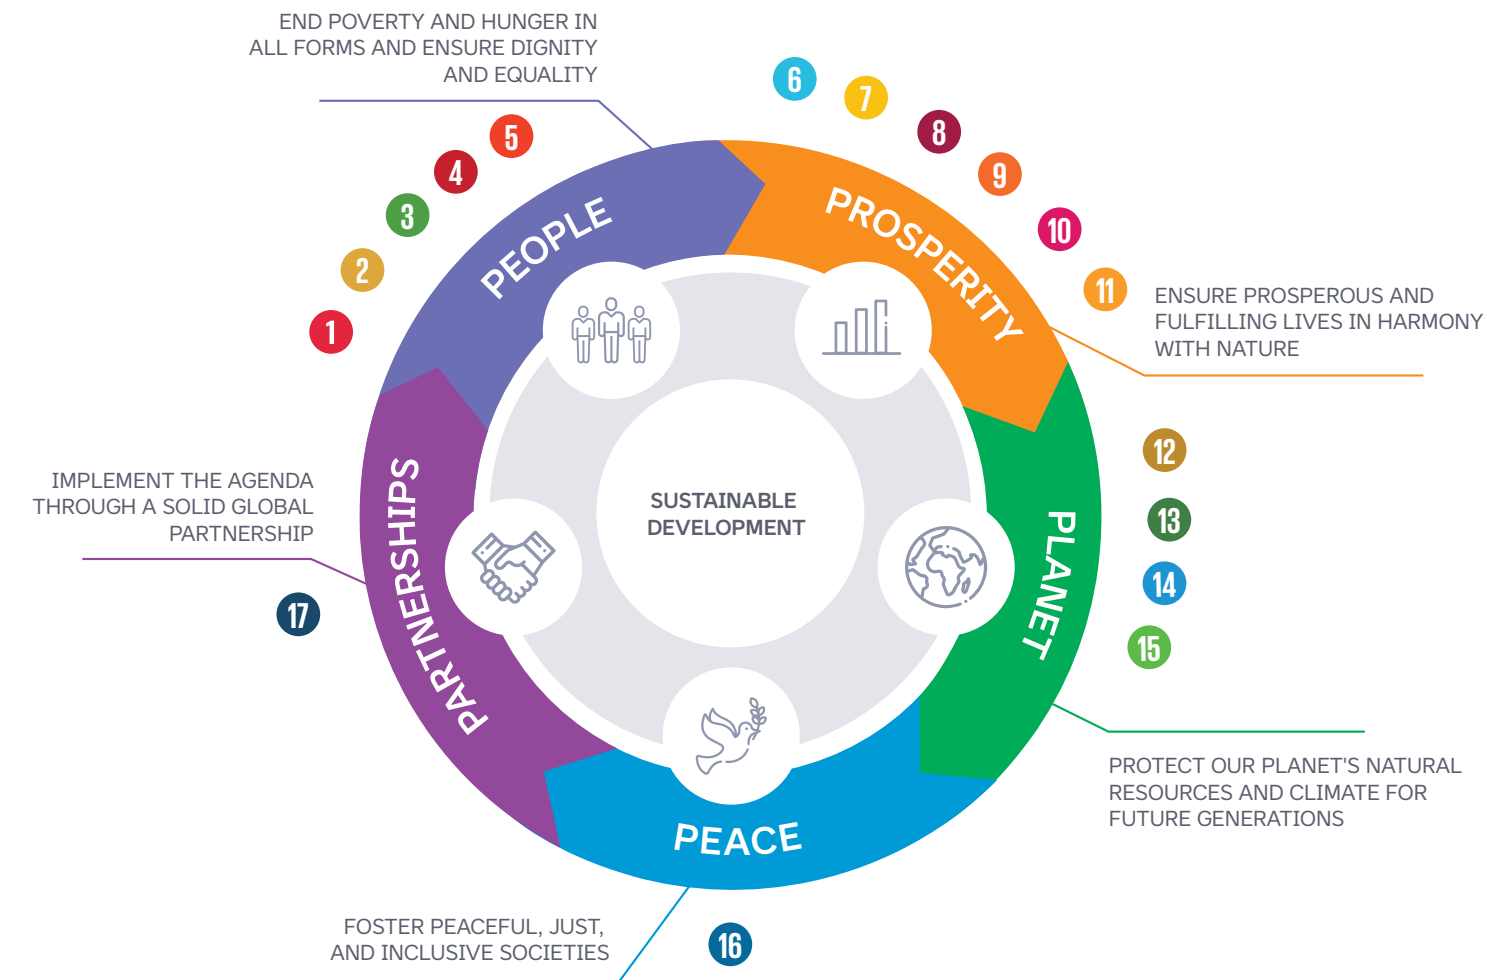 END POVERTY AND HUNGER IN
ALL FORMS AND ENSURE DIGNITY
AND EQUALITY
6
7
8
9
10
11
5
4
3
2
1
PEOPLE
PROSPERITY
ENSURE PROSPEROUS AND
FULFILLING LIVES IN HARMONY
WITH NATURE
12
13
14
15
PLANET
SUSTAINABLE
DEVELOPMENT
IMPLEMENT THE AGENDA
THROUGH A SOLID GLOBAL
PARTNERSHIP
17
PARTNERSHIPS
PROTECT OUR PLANET'S NATURAL
RESOURCES AND CLIMATE FOR
FUTURE GENERATIONS
PEACE
FOSTER PEACEFUL, JUST,
AND INCLUSIVE SOCIETIES
16